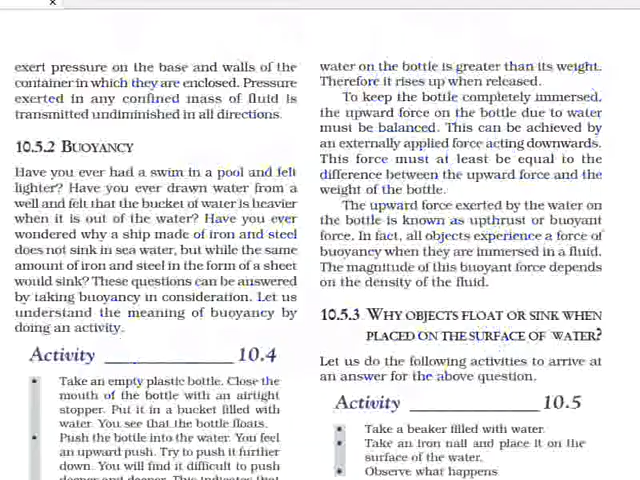 exert pressure on the base and walls of the
container in which they are enclosed. Pressure
exerted in any confined mass of fluid is
transmitted undiminished in all directions.
10.5.2 BUOYANCY
Have you ever had a swim in a pool and felt
lighter? Have you ever drawn water from a
well and felt that the bucket of water is heavier
when it is out of the water? Have you ever
wondered why a ship made of iron and steel
does not sink in sea water, but while the same
amount of iron and steel in the form of a sheet
would sink? These questions can be answered
by taking buoyancy in consideration. Let us
understand the meaning of buoyancy by
doing an activity.
Activity ______________ 10.4
• Take an empty plastic bottle. Close the
mouth of the bottle with an airtight
stopper. Put it in a bucket filled with
water. You see that the bottle floats.
• Push the bottle into the water. You feel
an upward push. Try to push it further
down. You will find it difficult to push
deeper and deeper. This indicates that
water on the bottle is greater than its weight.
Therefore it rises up when released.
To keep the bottle completely immersed,
the upward force on the bottle due to water
must be balanced. This can be achieved by
an externally applied force acting downwards.
This force must at least be equal to the
difference between the upward force and the
weight of the bottle.
The upward force exerted by the water on
the bottle is known as upthrust or buoyant
force. In fact, all objects experience a force of
buoyancy when they are immersed in a fluid.
The magnitude of this buoyant force depends
on the density of the fluid.
10.5.3 WHY OBJECTS FLOAT OR SINK WHEN
PLACED ON THE SURFACE OF WATER?
Let us do the following activities to arrive at
an answer for the above question.
Activity ______________ 10.5
• Take a beaker filled with water.
• Take an iron nail and place it on the
surface of the water.
• Observe what happens